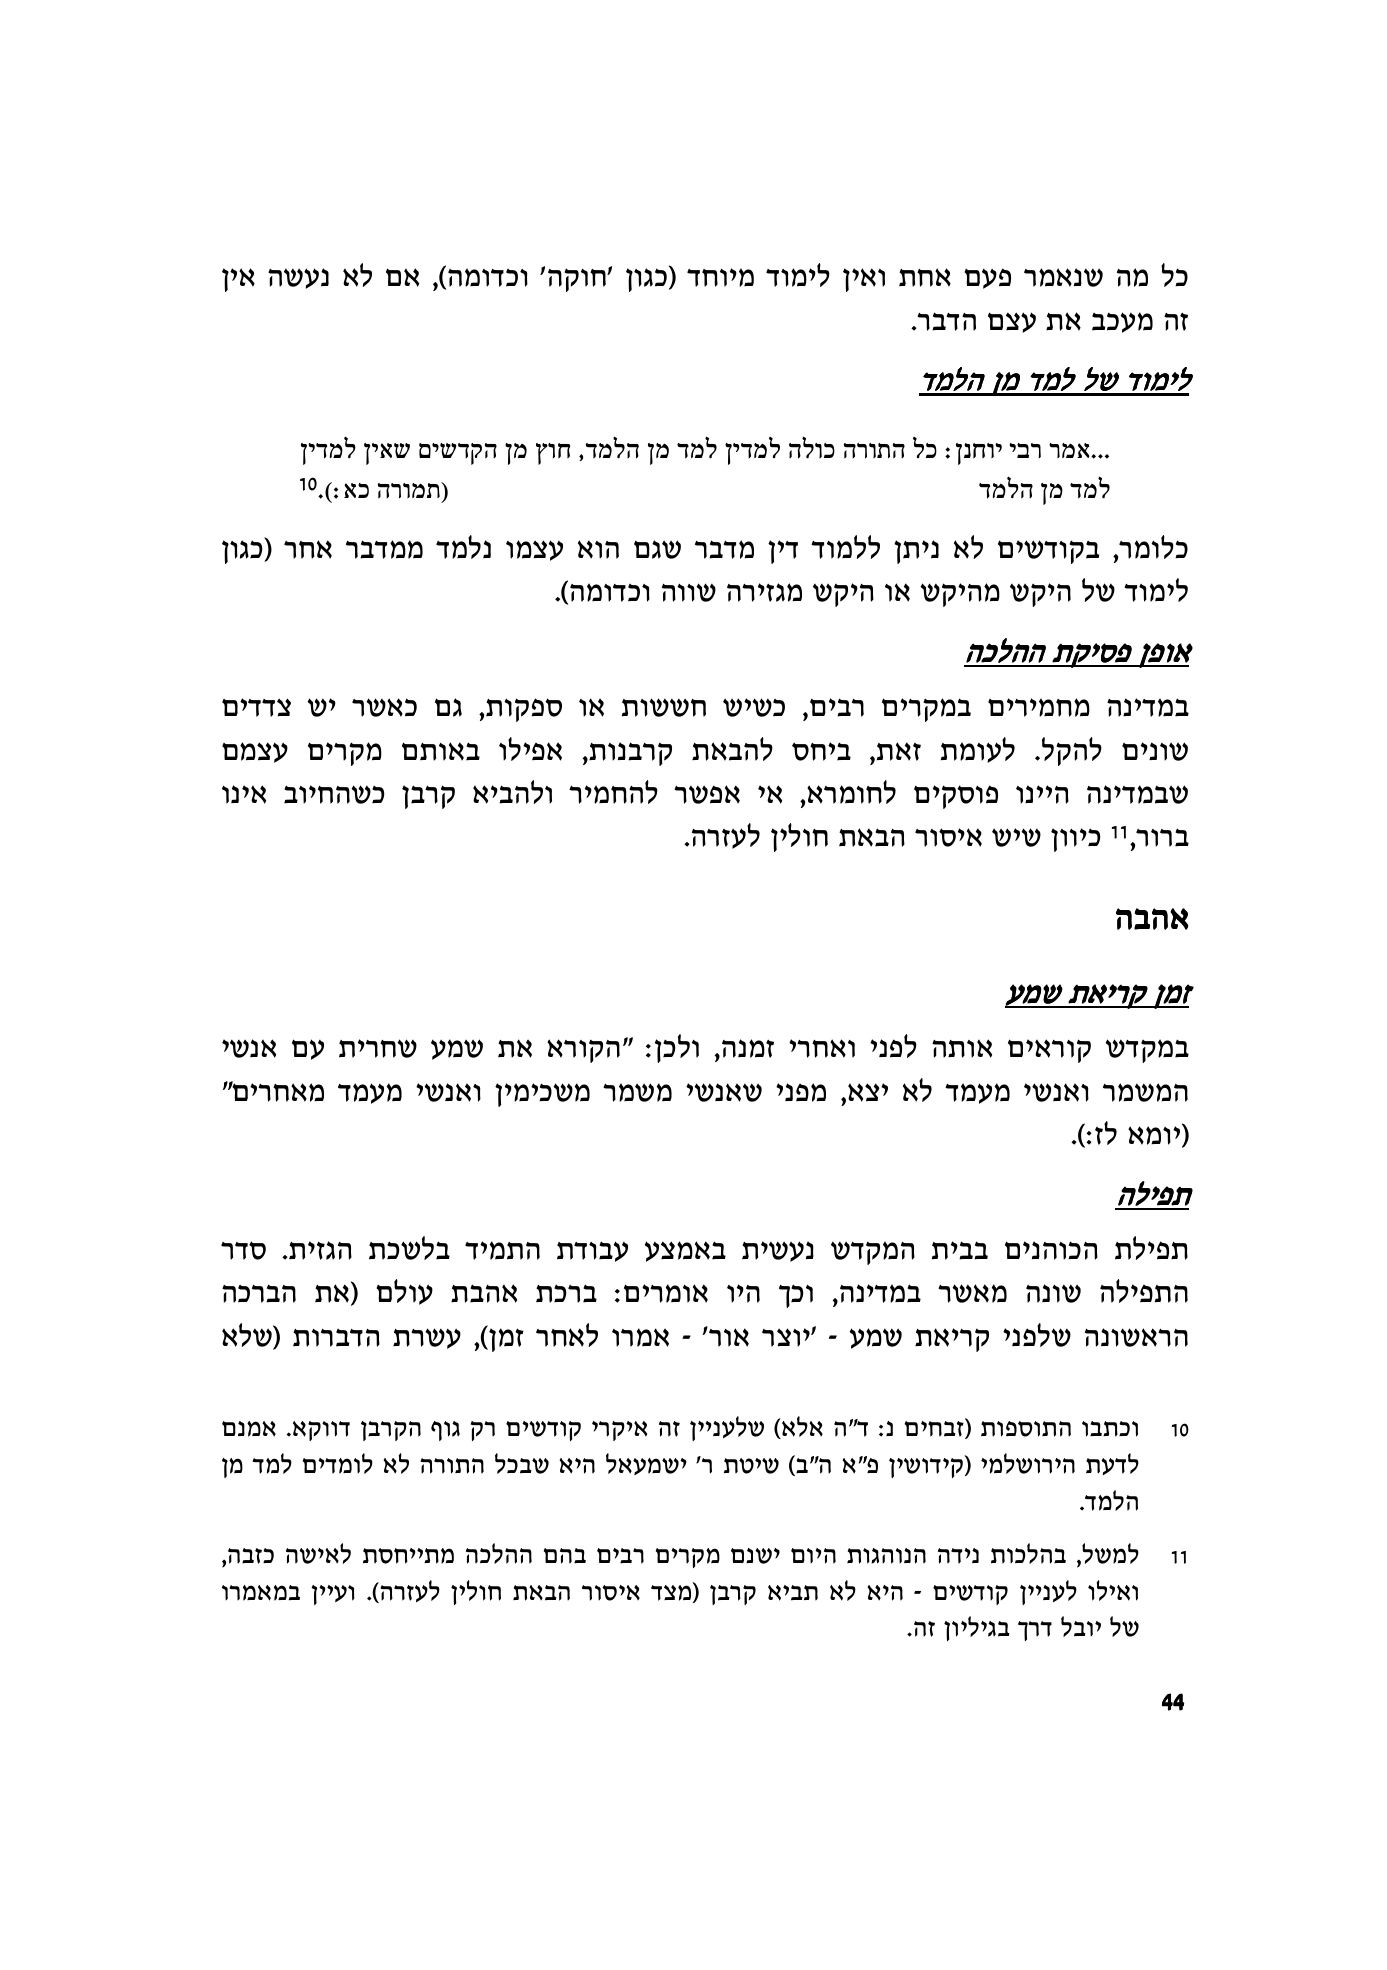 כל מה שנאמר פעם אחת ואין לימוד מיוחד (כגון 'חוקה' וכדומה), אם לא נעשה אין
זה מעכב את עצם הדבר.
לימוד של למד מן הלמד
...אמר רבי יוחנן: כל התורה כולה למדין למד מן הלמד, חוץ מן הקדשים שאין למדין
למד מן הלמד (תמורה כא:).10
כלומר, בקודשים לא ניתן ללמוד דין מדבר שגם הוא עצמו נלמד ממדבר אחר (כגון
לימוד של היקש מהיקש או היקש מגזירה שווה וכדומה).
אופן פסיקת ההלכה
במדינה מחמירים במקרים רבים, כשיש חששות או ספקות, גם כאשר יש צדדים
שונים להקל. לעומת זאת, ביחס להבאת קרבנות, אפילו באותם מקרים עצמם
שבמדינה היינו פוסקים לחומרא, אי אפשר להחמיר ולהביא קרבן כשהחיוב אינו
ברור,11 כיוון שיש איסור הבאת חולין לעזרה.
אהבה
זמן קריאת שמע
במקדש קוראים אותה לפני ואחרי זמנה, ולכן: "הקורא את שמע שחרית עם אנשי
המשמר ואנשי מעמד לא יצא, מפני שאנשי משמר משכימין ואנשי מעמד מאחרים"
(יומא לז:).
תפילה
תפילת הכוהנים בבית המקדש נעשית באמצע עבודת התמיד בלשכת הגזית. סדר
התפילה שונה מאשר במדינה, וכך היו אומרים: ברכת אהבת עולם (את הברכה
הראשונה שלפני קריאת שמע - 'יוצר אור' - אמרו לאחר זמן), עשרת הדברות (שלא
10 וכתבו התוספות (זבחים נ: ד"ה אלא) שלעניין זה איקרי קודשים רק גוף הקרבן דווקא. אמנם
לדעת הירושלמי (קידושין פ"א ה"ב) שיטת ר' ישמעאל היא שבכל התורה לא לומדים למד מן
הלמד.
11 למשל, בהלכות נידה הנוהגות היום ישנם מקרים רבים בהם ההלכה מתייחסת לאישה כזבה,
ואילו לעניין קודשים - היא לא תביא קרבן (מצד איסור הבאת חולין לעזרה). ועיין במאמרו
של יובל דרך בגיליון זה.
44